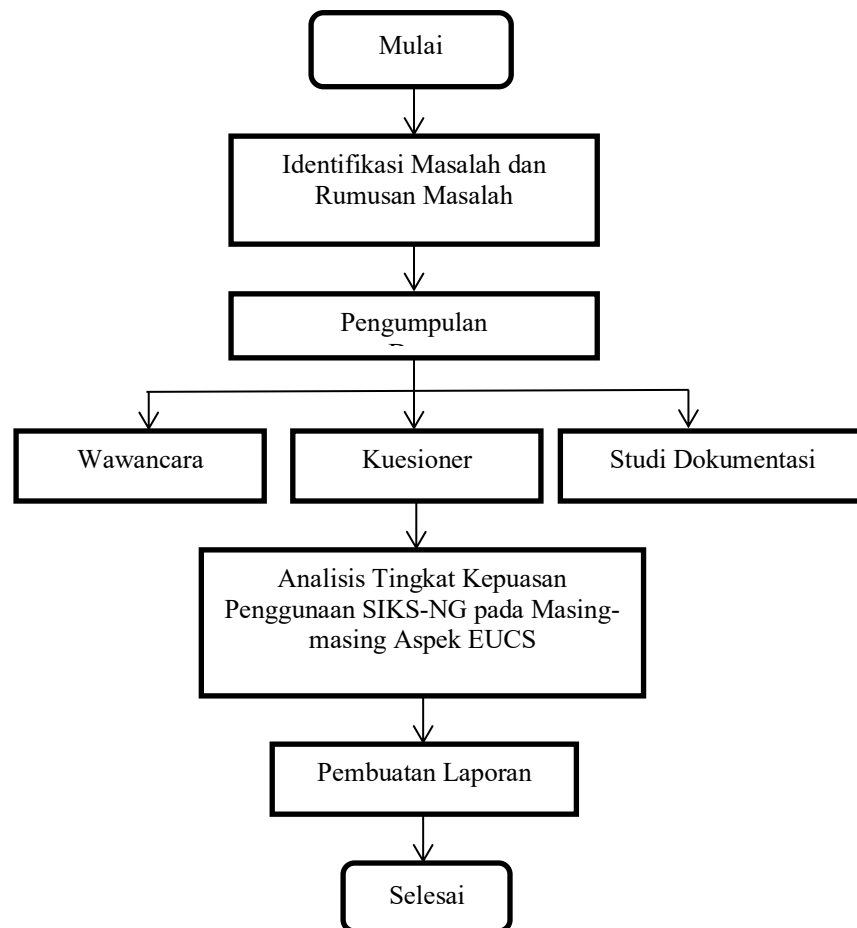 Mulai
Identifikasi Masalah dan
Rumusan Masalah
Pengumpulan
Wawancara
Kuesioner
Studi Dokumentasi
Analisis Tingkat Kepuasan
Penggunaan SIKS-NG pada Masing-
masing Aspek EUCS
Pembuatan Laporan
Selesai